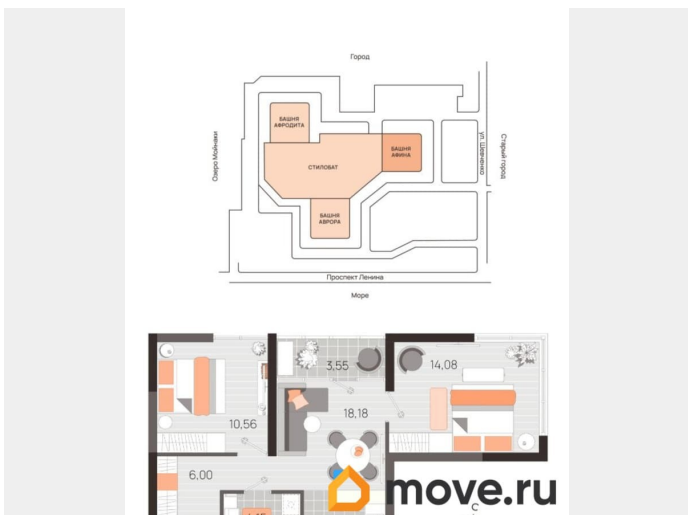 Город
БАШНЯ
АФРОДИТА
БАШНЯ
АФИНА
СТИЛОБАТ
БАШНЯ
АВРОРА
Озеро Мойнаки
ул. Шевченко
Старый город
Проспект Ленина
Море
3,55
14,08
10,56
18,18
6,00
move.ru
С